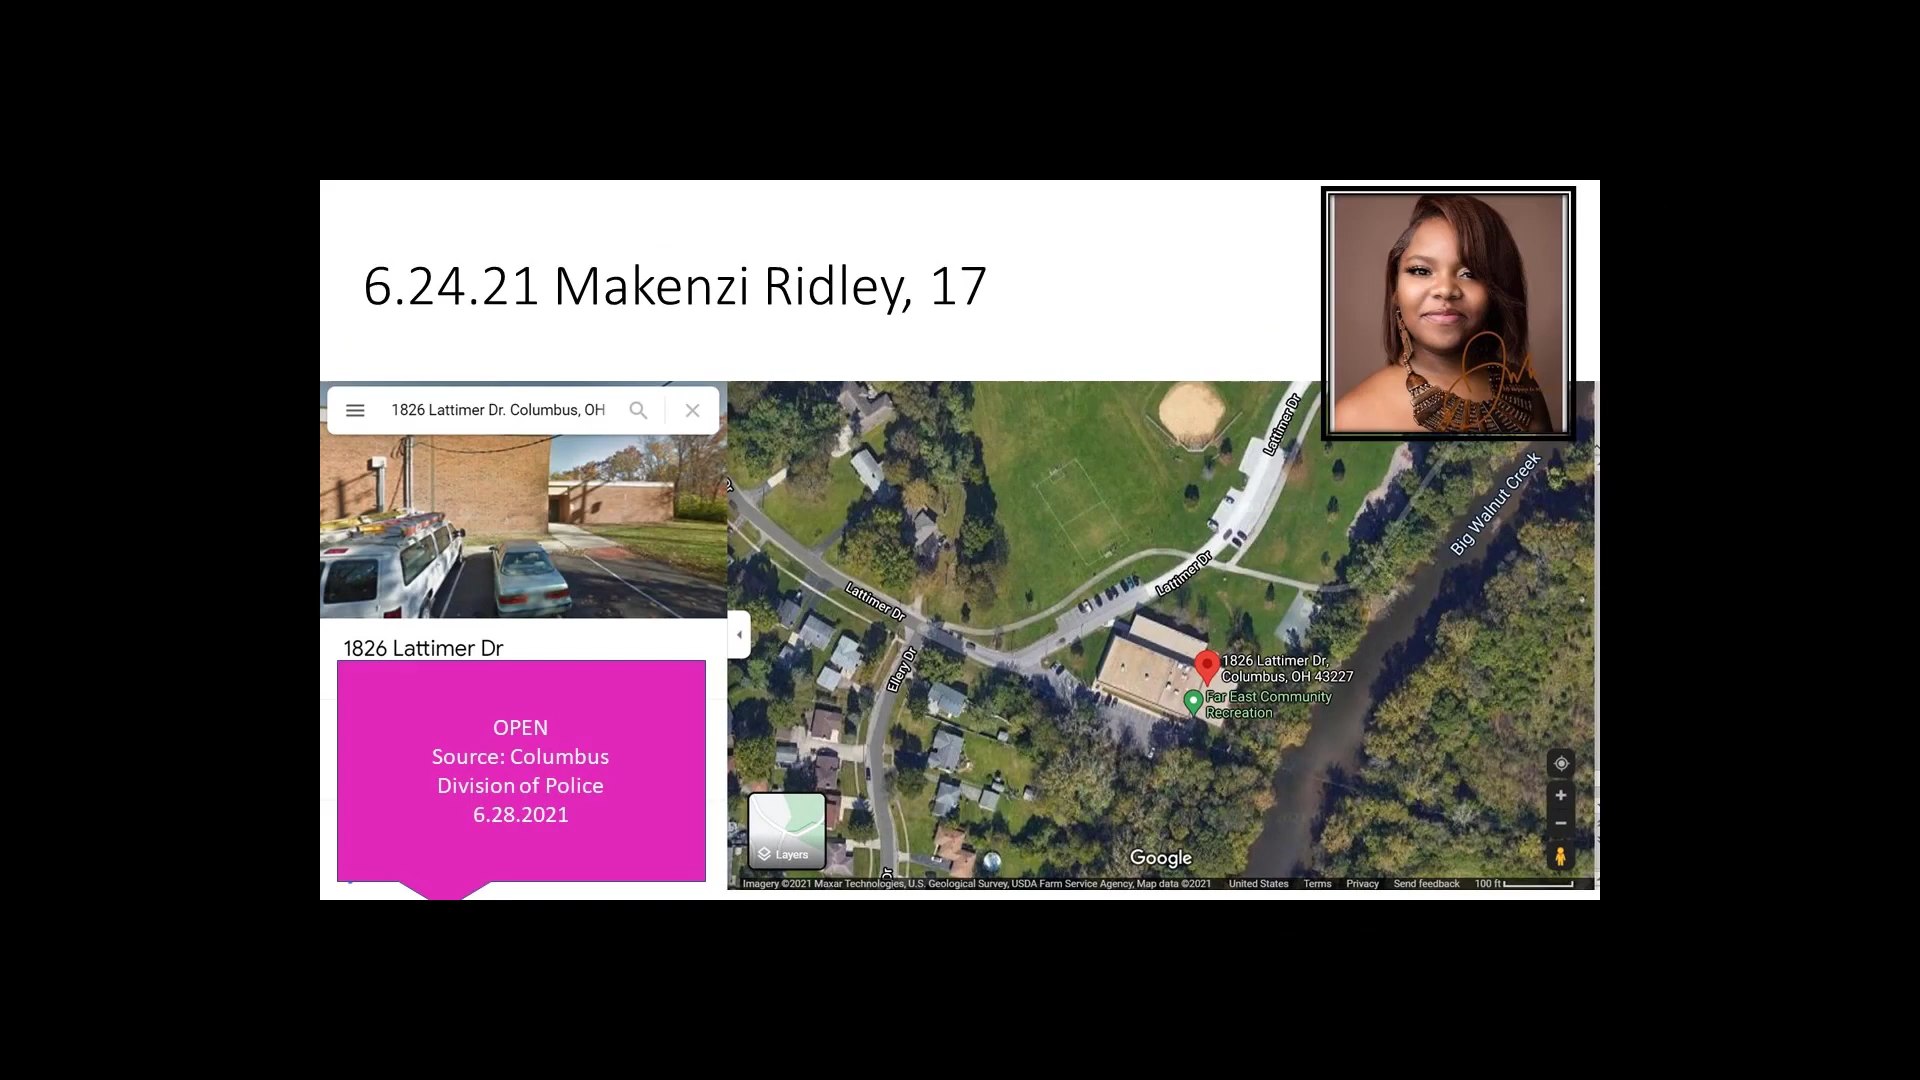 6.24.21 Makenzi Ridley, 17
1826 Lattimer Dr. Columbus, OH
1826 Lattimer Dr
OPEN
Source: Columbus
Division of Police
6.28.2021
Lattimer Dr
Big Walnut Creek
Lattimer Dr
Lattimer Dr
Ellery Dr
1826 Lattimer Dr,
Columbus, OH 43227
Far East Community
Recreation
Layers
Dr
Google
Imagery ©2021 Maxar Technologies, U.S. Geological Survey, USDA Farm Service Agency, Map data ©2021 United States Terms Privacy Send feedback 100 ft